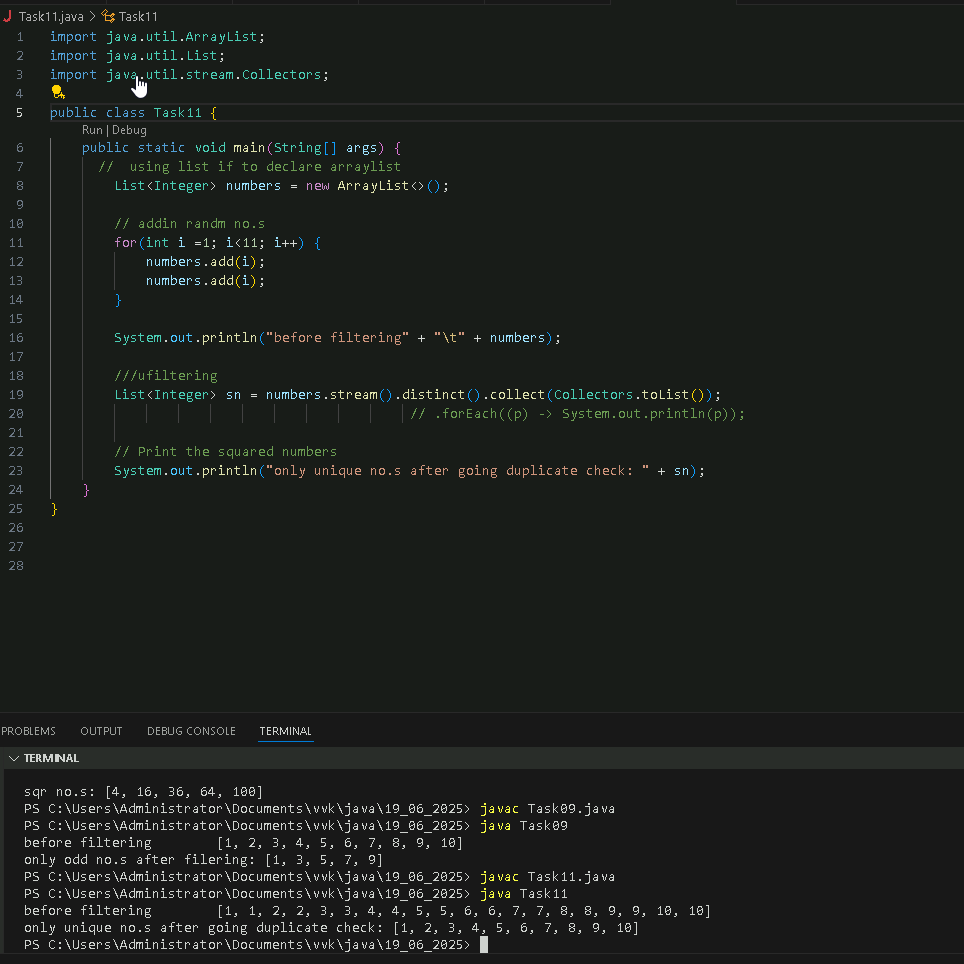 Task11.java > Task11
1 import java.util.ArrayList;
2 import java.util.List;
3 import java.util.stream.Collectors;
4
5 public class Task11 {
Run | Debug
6 public static void main(String[] args) {
7 //  using list if to declare arraylist
8 List<Integer> numbers = new ArrayList<>();
9
10 // addin randm no.s
11 for(int i =1; i<11; i++) {
12 numbers.add(i);
13 numbers.add(i);
14 }
15
16 System.out.println("before filtering" + "\t" + numbers);
17
18 ///ufiltering
19 List<Integer> sn = numbers.stream().distinct().collect(Collectors.toList());
20 // .forEach((p) -> System.out.println(p));
21
22 // Print the squared numbers
23 System.out.println("only unique no.s after going duplicate check: " + sn);
24 }
25 }
26
27
28
PROBLEMS OUTPUT DEBUG CONSOLE TERMINAL
TERMINAL
sqr no.s: [4, 16, 36, 64, 100]
PS C:\Users\Administrator\Documents\vvk\java\19_06_2025> javac Task09.java
PS C:\Users\Administrator\Documents\vvk\java\19_06_2025> java Task09
before filtering        [1, 2, 3, 4, 5, 6, 7, 8, 9, 10]
only odd no.s after filering: [1, 3, 5, 7, 9]
PS C:\Users\Administrator\Documents\vvk\java\19_06_2025> javac Task11.java
PS C:\Users\Administrator\Documents\vvk\java\19_06_2025> java Task11
before filtering        [1, 1, 2, 2, 3, 3, 4, 4, 5, 5, 6, 6, 7, 7, 8, 8, 9, 9, 10, 10]
only unique no.s after going duplicate check: [1, 2, 3, 4, 5, 6, 7, 8, 9, 10]
PS C:\Users\Administrator\Documents\vvk\java\19_06_2025>